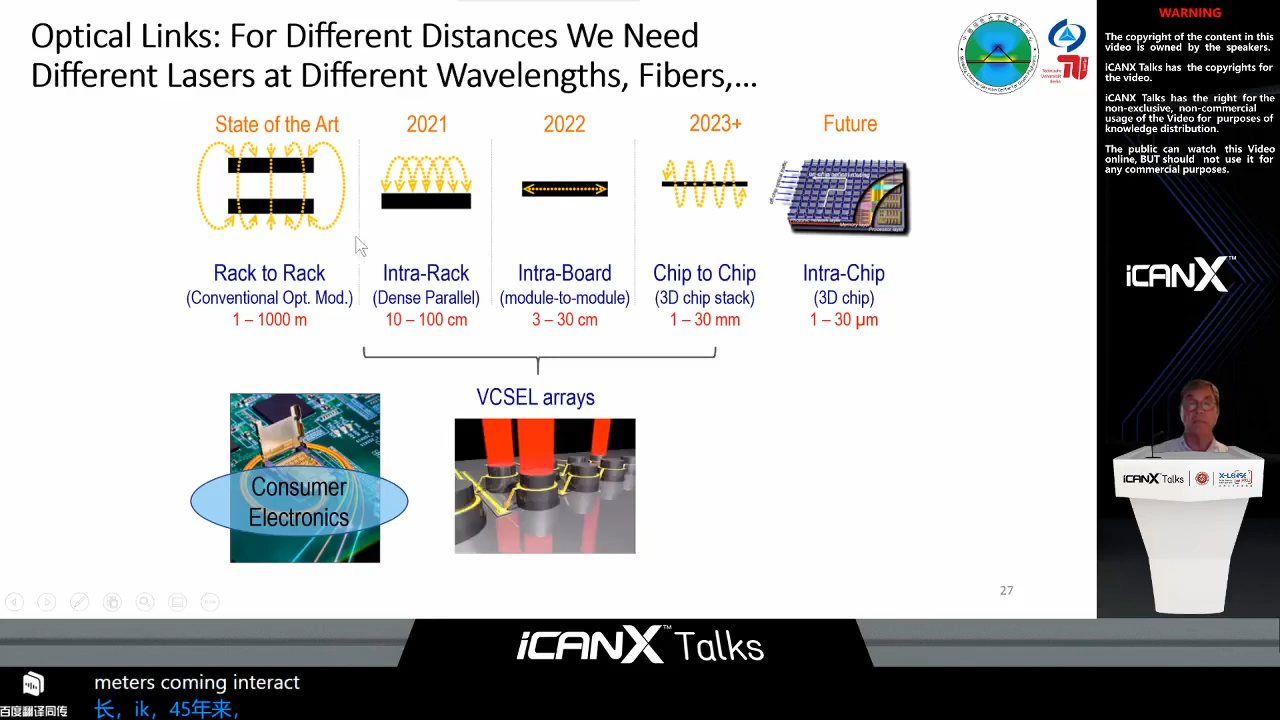 Optical Links: For Different Distances We Need
Different Lasers at Different Wavelengths, Fibers,...
State of the Art
2021
2022
2023+
Future
Rack to Rack
(Conventional Opt. Mod.)
1 – 1000 m
Intra-Rack
(Dense Parallel)
10 – 100 cm
Intra-Board
(module-to-module)
3 – 30 cm
Chip to Chip
(3D chip stack)
1 – 30 mm
Intra-Chip
(3D chip)
1 – 30 µm
VCSEL arrays
Consumer
Electronics
27
WARNING
The copyright of the content in this
video is owned by the speakers.
iCANX Talks has the copyrights for
the video.
iCANX Talks has the right for the
non-exclusive, non-commercial
usage of the Video for purposes of
knowledge distribution.
The public can watch this Video
online, BUT should not use it for
any commercial purposes.
iCANX™
iCANX Talks
iCANX™ Talks
meters coming interact
长，ik，45年来，
百度翻译同传